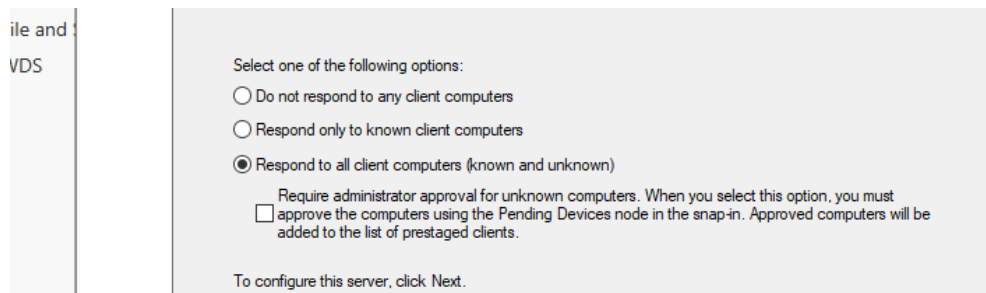 ile and
WDS
Select one of the following options:
Do not respond to any client computers
Respond only to known client computers
Respond to all client computers (known and unknown)
Require administrator approval for unknown computers. When you select this option, you must
approve the computers using the Pending Devices node in the snap-in. Approved computers will be
added to the list of prestaged clients.
To configure this server, click Next.